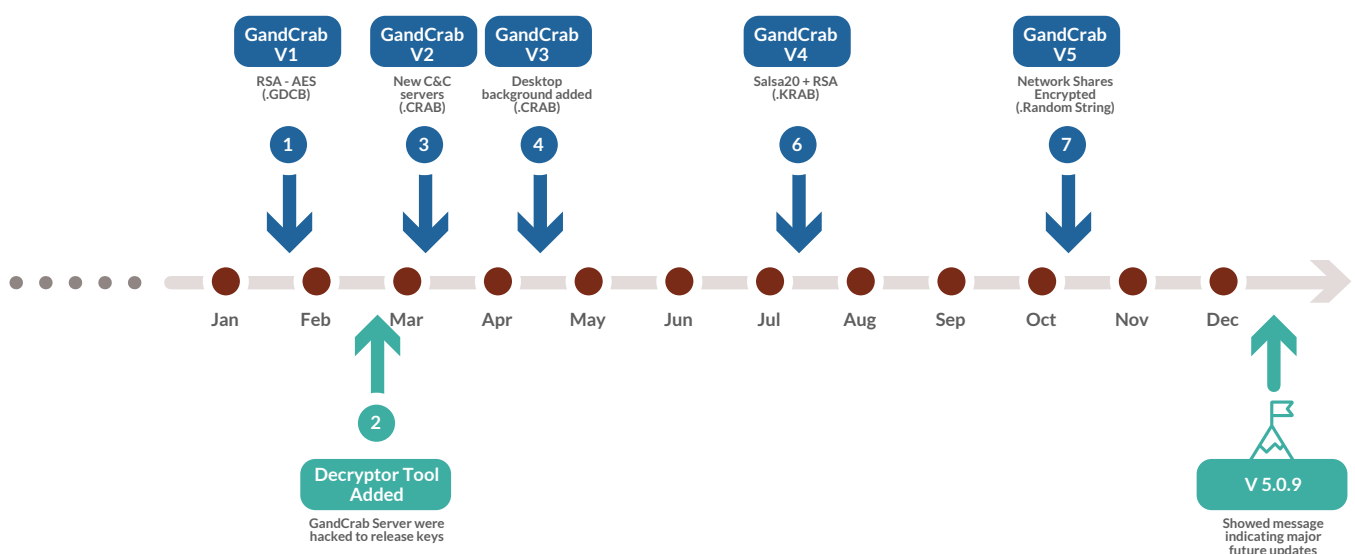 GandCrab
V1
RSA - AES
(.GDCB)
1
GandCrab
V2
New C&C
servers
(.CRAB)
3
GandCrab
V3
Desktop
background added
(.CRAB)
4
GandCrab
V4
Salsa20 + RSA
(.KRAB)
6
GandCrab
V5
Network Shares
Encrypted
(.Random String)
7
Jan Feb Mar Apr May Jun Jul Aug Sep Oct Nov Dec
2
Decryptor Tool
Added
GandCrab Server were
hacked to release keys
V 5.0.9
Showed message
indicating major
future updates